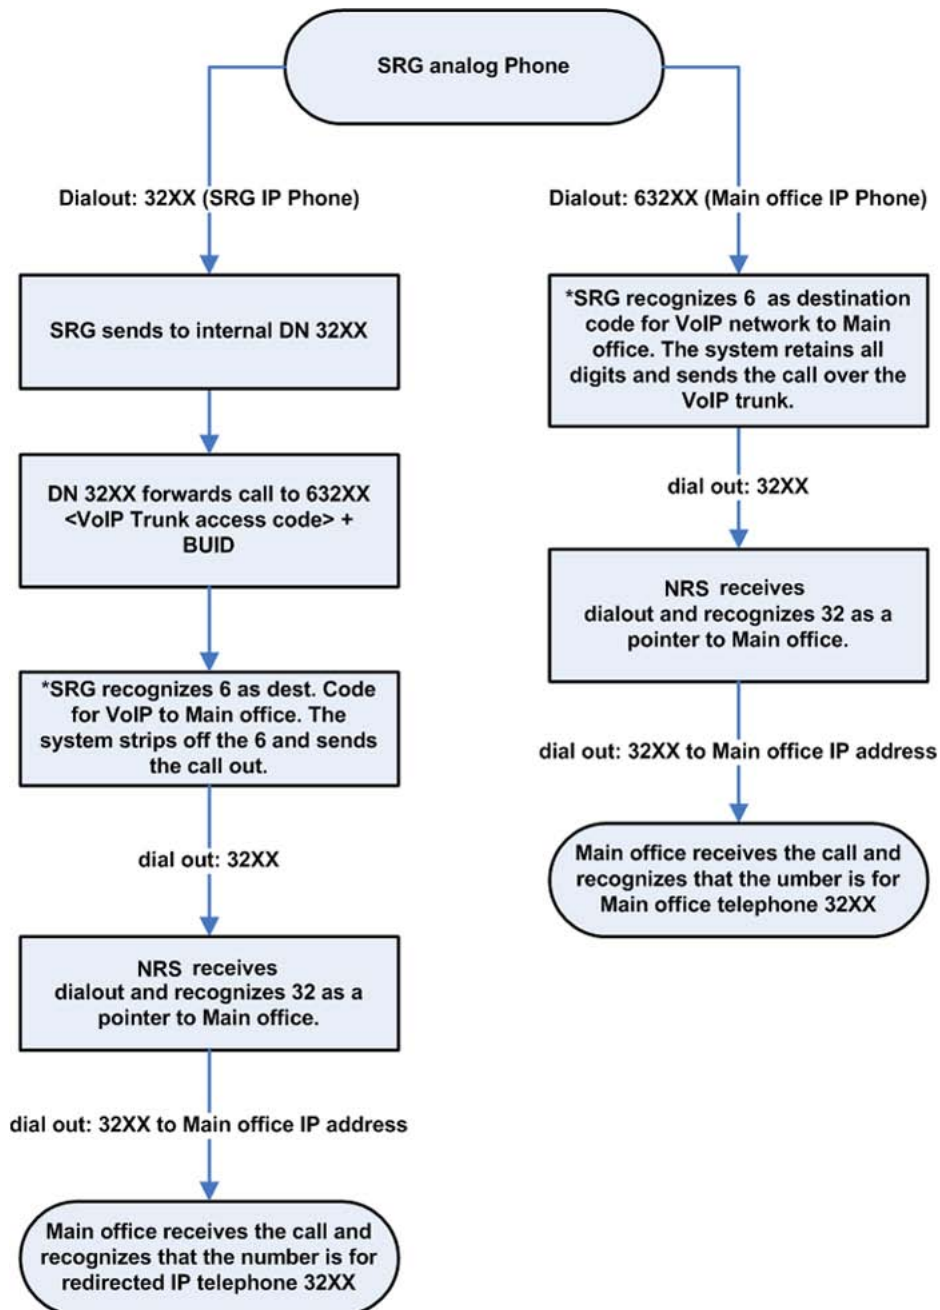 SRG analog Phone
Dialout: 32XX (SRG IP Phone)
SRG sends to internal DN 32XX
DN 32XX forwards call to 632XX
<VoIP Trunk access code> +
BUID
*SRG recognizes 6 as dest. Code
for VoIP to Main office. The
system strips off the 6 and sends
the call out.
dial out: 32XX
NRS receives
dialout and recognizes 32 as a
pointer to Main office.
dial out: 32XX to Main office IP address
Main office receives the call and
recognizes that the number is for
redirected IP telephone 32XX
Dialout: 632XX (Main office IP Phone)
*SRG recognizes 6 as destination
code for VoIP network to Main
office. The system retains all
digits and sends the call over the
VoIP trunk.
dial out: 32XX
NRS receives
dialout and recognizes 32 as a
pointer to Main office.
dial out: 32XX to Main office IP address
Main office receives the call and
recognizes that the umber is for
Main office telephone 32XX